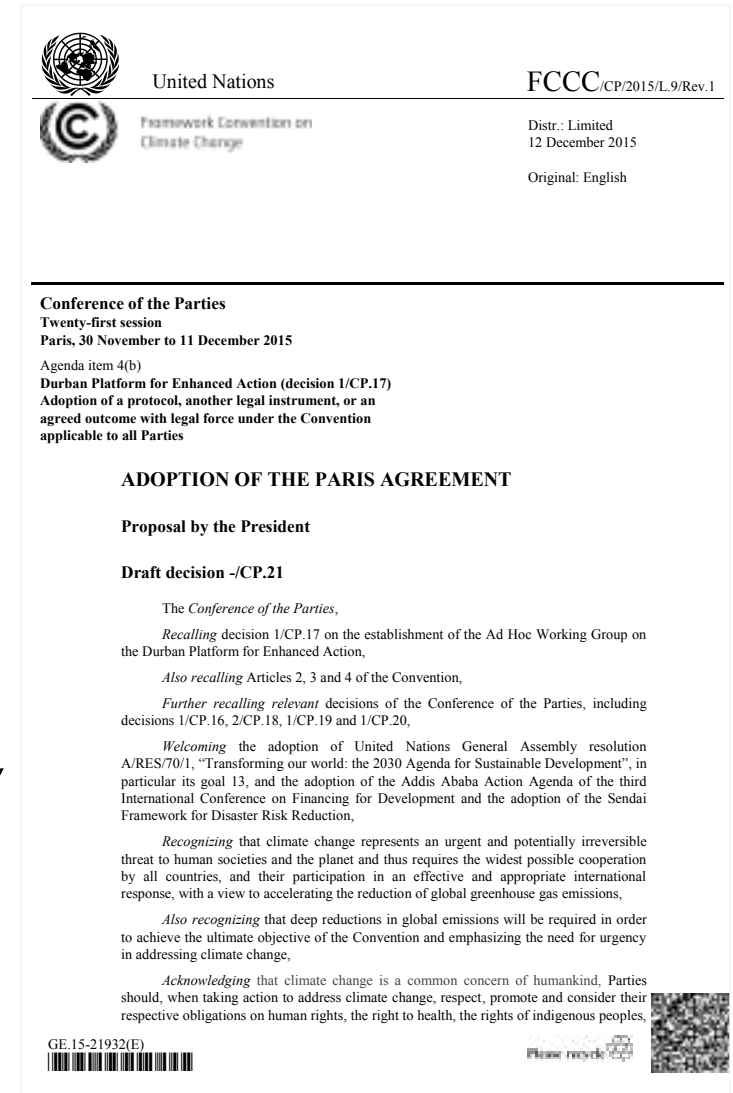 United Nations
FCCC/CP/2015/L.9/Rev.1
Framework Convention on
Climate Change
Distr.: Limited
12 December 2015
Original: English
Conference of the Parties
Twenty-first session
Paris, 30 November to 11 December 2015
Agenda item 4(b)
Durban Platform for Enhanced Action (decision 1/CP.17)
Adoption of a protocol, another legal instrument, or an
agreed outcome with legal force under the Convention
applicable to all Parties
ADOPTION OF THE PARIS AGREEMENT
Proposal by the President
Draft decision -/CP.21
The Conference of the Parties,
Recalling decision 1/CP.17 on the establishment of the Ad Hoc Working Group on
the Durban Platform for Enhanced Action,
Also recalling Articles 2, 3 and 4 of the Convention,
Further recalling relevant decisions of the Conference of the Parties, including
decisions 1/CP.16, 2/CP.18, 1/CP.19 and 1/CP.20,
Welcoming the adoption of United Nations General Assembly resolution
A/RES/70/1, “Transforming our world: the 2030 Agenda for Sustainable Development”, in
particular its goal 13, and the adoption of the Addis Ababa Action Agenda of the third
International Conference on Financing for Development and the adoption of the Sendai
Framework for Disaster Risk Reduction,
Recognizing that climate change represents an urgent and potentially irreversible
threat to human societies and the planet and thus requires the widest possible cooperation
by all countries, and their participation in an effective and appropriate international
response, with a view to accelerating the reduction of global greenhouse gas emissions,
Also recognizing that deep reductions in global emissions will be required in order
to achieve the ultimate objective of the Convention and emphasizing the need for urgency
in addressing climate change,
Acknowledging that climate change is a common concern of humankind, Parties
should, when taking action to address climate change, respect, promote and consider their
respective obligations on human rights, the right to health, the rights of indigenous peoples,
GE.15-21932(E)
Please recycle